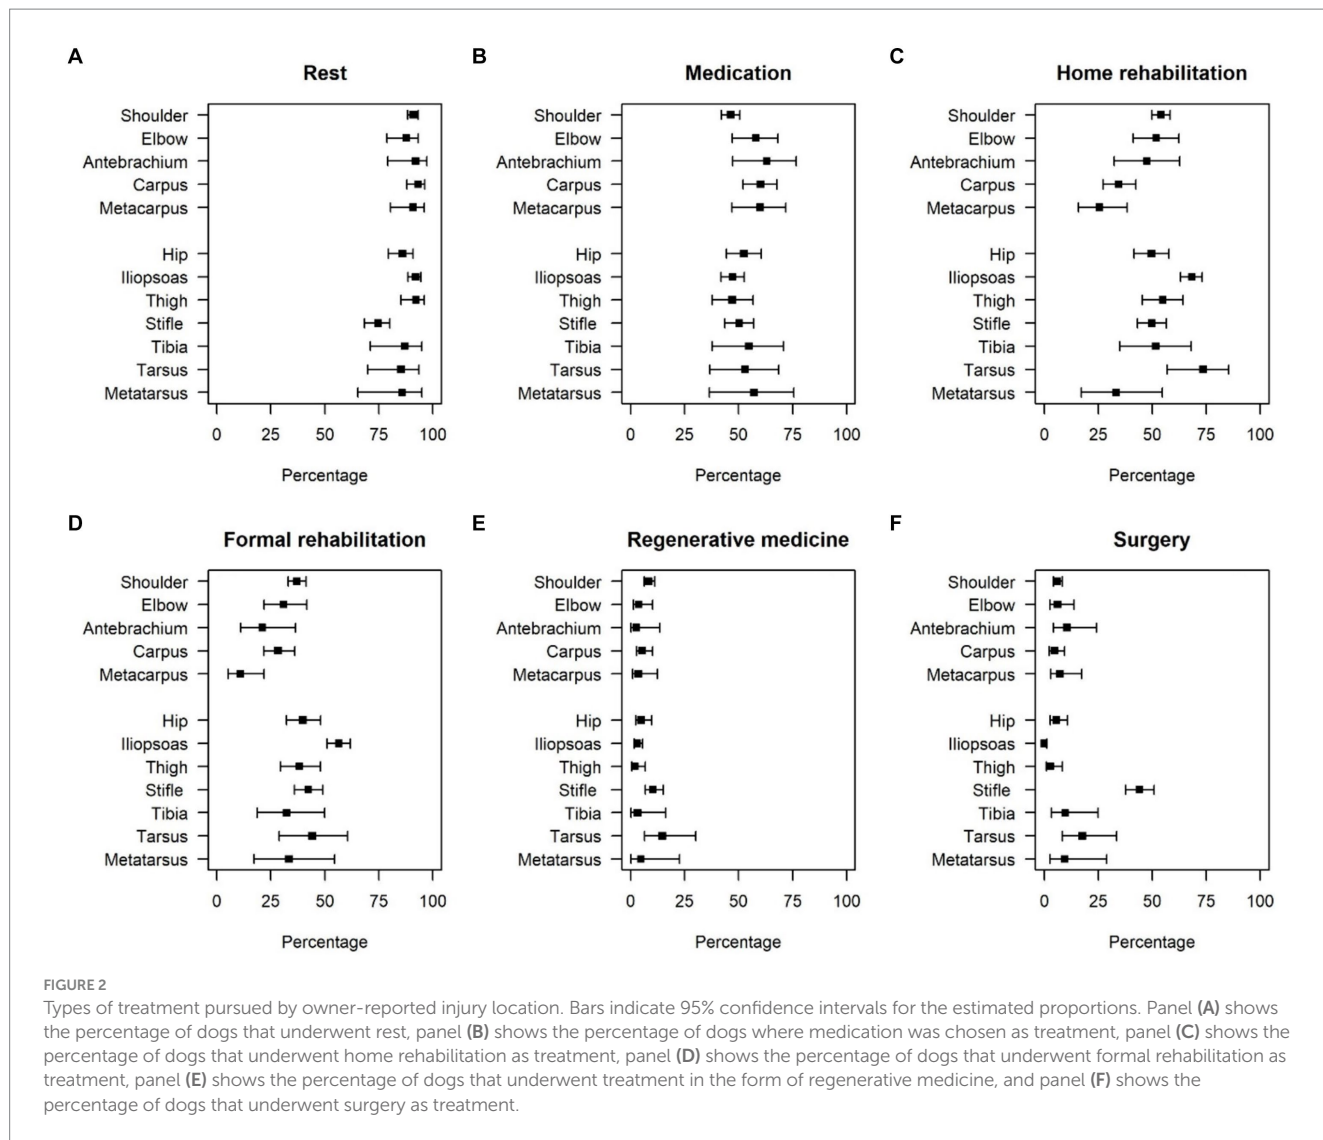 A
Rest
Shoulder
Elbow
Antebrachium
Carpus
Metacarpus
Hip
Iliopsoas
Thigh
Stifle
Tibia
Tarsus
Metatarsus
0 25 50 75 100
Percentage
B
Medication
Shoulder
Elbow
Antebrachium
Carpus
Metacarpus
Hip
Iliopsoas
Thigh
Stifle
Tibia
Tarsus
Metatarsus
0 25 50 75 100
Percentage
C
Home rehabilitation
Shoulder
Elbow
Antebrachium
Carpus
Metacarpus
Hip
Iliopsoas
Thigh
Stifle
Tibia
Tarsus
Metatarsus
0 25 50 75 100
Percentage
D
Formal rehabilitation
Shoulder
Elbow
Antebrachium
Carpus
Metacarpus
Hip
Iliopsoas
Thigh
Stifle
Tibia
Tarsus
Metatarsus
0 25 50 75 100
Percentage
E
Regenerative medicine
Shoulder
Elbow
Antebrachium
Carpus
Metacarpus
Hip
Iliopsoas
Thigh
Stifle
Tibia
Tarsus
Metatarsus
0 25 50 75 100
Percentage
F
Surgery
Shoulder
Elbow
Antebrachium
Carpus
Metacarpus
Hip
Iliopsoas
Thigh
Stifle
Tibia
Tarsus
Metatarsus
0 25 50 75 100
Percentage
FIGURE 2
Types of treatment pursued by owner-reported injury location. Bars indicate 95% confidence intervals for the estimated proportions. Panel (A) shows
the percentage of dogs that underwent rest, panel (B) shows the percentage of dogs where medication was chosen as treatment, panel (C) shows the
percentage of dogs that underwent home rehabilitation as treatment, panel (D) shows the percentage of dogs that underwent formal rehabilitation as
treatment, panel (E) shows the percentage of dogs that underwent treatment in the form of regenerative medicine, and panel (F) shows the
percentage of dogs that underwent surgery as treatment.